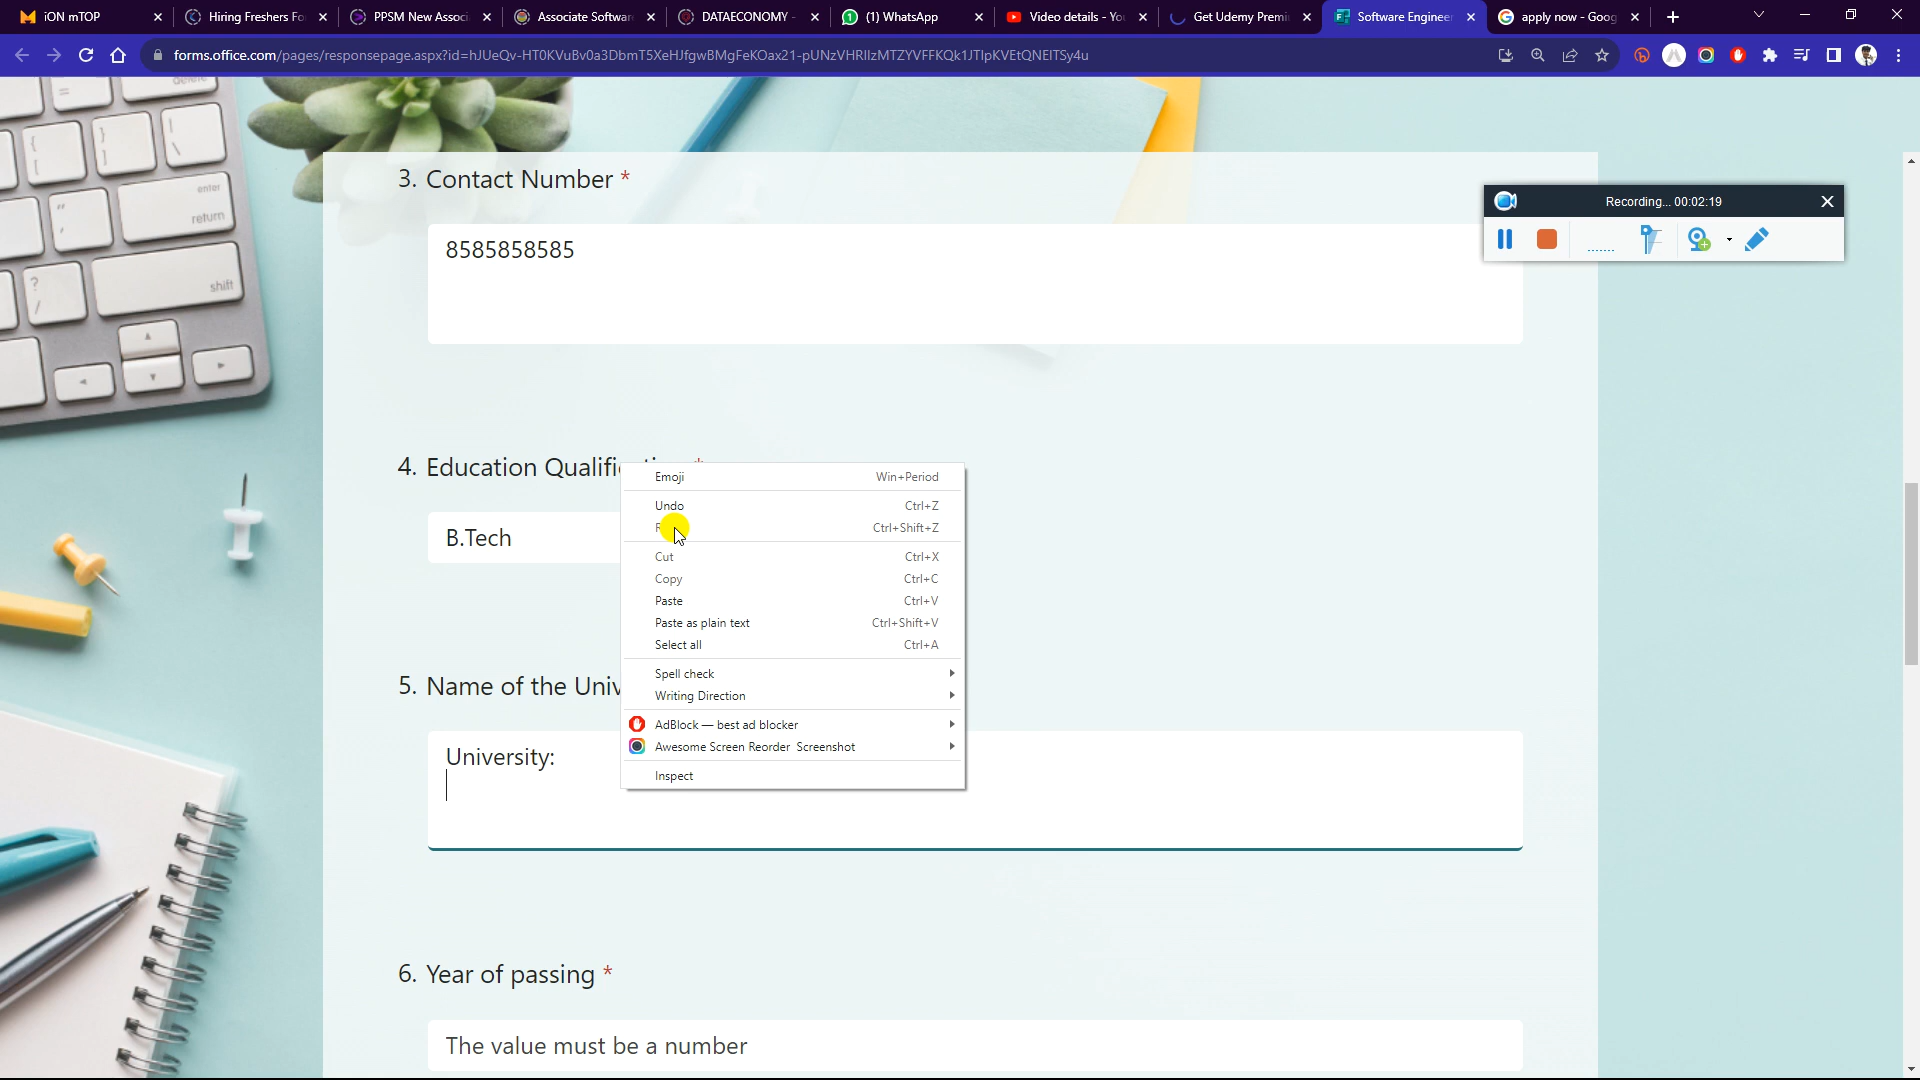 iON mTOP
Hiring Freshers Fo
PPSM New Associ
Associate Softwar
DATAECONOMY -
(1) WhatsApp
Video details - Yo
Get Udemy Premi
Software Engineer
apply now - Goog
forms.office.com/pages/responsepage.aspx?id=hJUeQv-HT0KVuBv0a3DbmT5XeHJfgwBMgFeKOax21-pUNzVHRlIzMTZYVFFKQk1JTlpKVEtQNElTSy4u
delete
enter
return
shift
Recording... 00:02:19
3. Contact Number *
8585858585
4. Education Qualifi
B.Tech
5. Name of the Univ
University:
Emoji Win+Period
Undo Ctrl+Z
Ctrl+Shift+Z
Cut Ctrl+X
Copy Ctrl+C
Paste Ctrl+V
Paste as plain text Ctrl+Shift+V
Select all Ctrl+A
Spell check
Writing Direction
AdBlock — best ad blocker
Awesome Screen Reorder Screenshot
Inspect
6. Year of passing *
The value must be a number